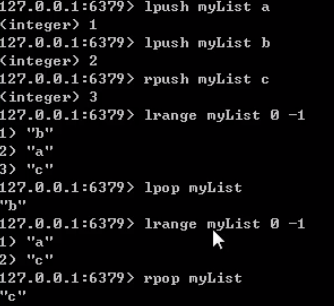 127.0.0.1:6379> lpush myList a
(integer) 1
127.0.0.1:6379> lpush myList b
(integer) 2
127.0.0.1:6379> rpush myList c
(integer) 3
127.0.0.1:6379> lrange myList 0 -1
1) "b"
2) "a"
3) "c"
127.0.0.1:6379> lpop myList
"b"
127.0.0.1:6379> lrange myList 0 -1
1) "a"
2) "c"
127.0.0.1:6379> rpop myList
"c"